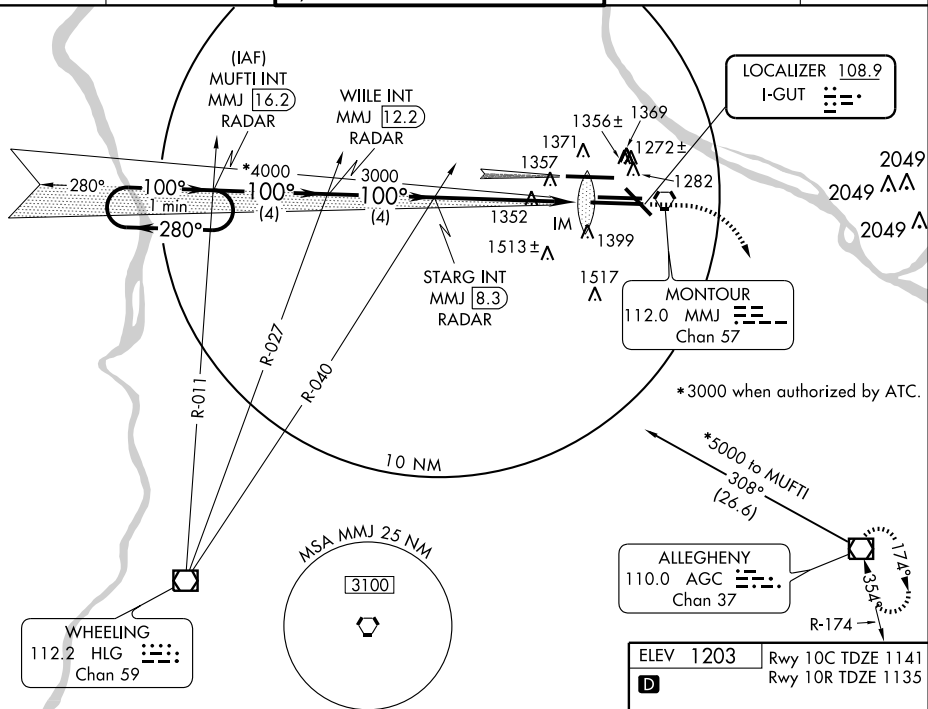 (IAF)
MUFTI INT
MMJ 16.2
RADAR
WIILE INT
MMJ 12.2
RADAR
LOCALIZER 108.9
I-GUT
1356±
1369
1371
1272±
1357
1282
2049
2049
2049
*4000
3000
280°
100°
100°
100°
1 min
(4)
(4)
280°
1352
IM
1399
1513±
1517
STARG INT
MMJ 8.3
RADAR
MONTOUR
112.0 MMJ
Chan 57
R-011
R-027
R-040
*3000 when authorized by ATC.
10 NM
*5000 to MUFTI
308°
(26.6)
MSA MMJ 25 NM
3100
ALLEGHENY
110.0 AGC
Chan 37
174°
354°
R-174
WHEELING
112.2 HLG
Chan 59
ELEV 1203
D
Rwy 10C TDZE 1141
Rwy 10R TDZE 1135